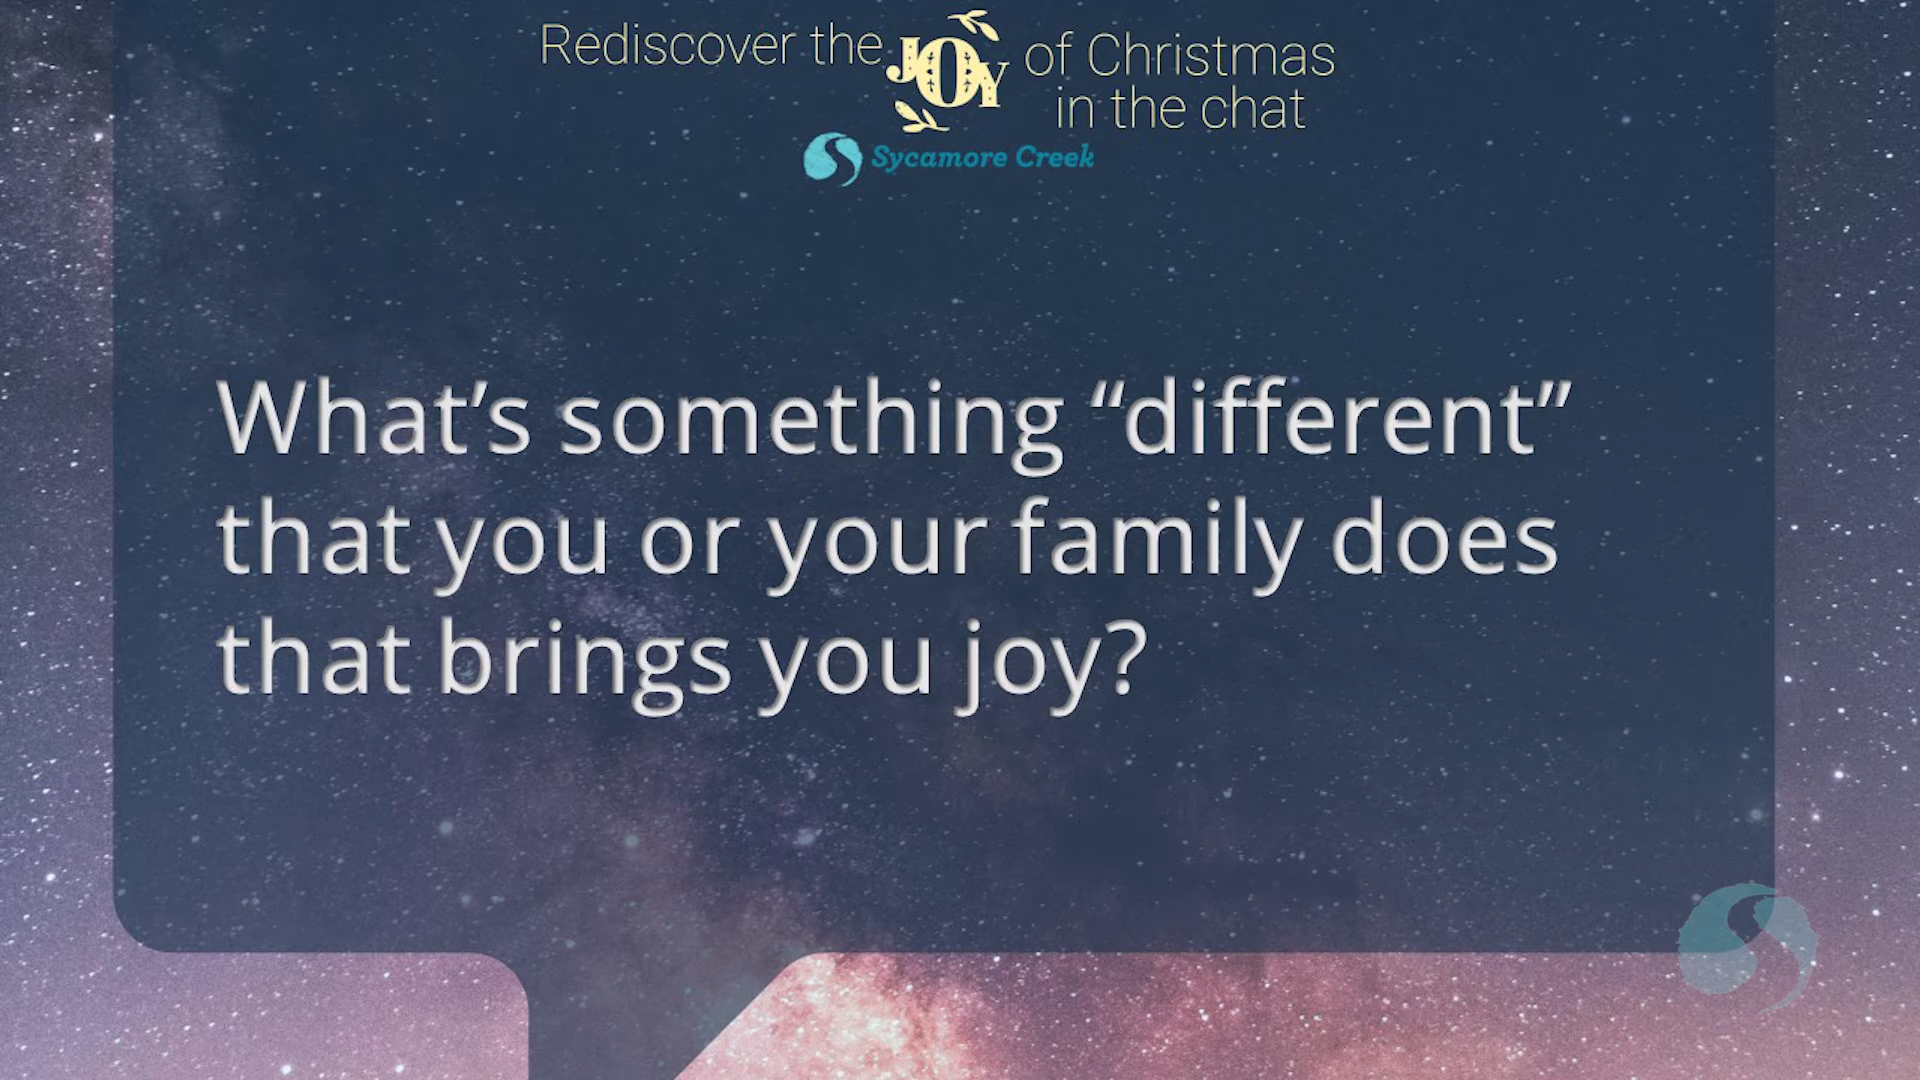 Rediscover the JOY of Christmas
in the chat
Sycamore Creek
What’s something “different”
that you or your family does
that brings you joy?